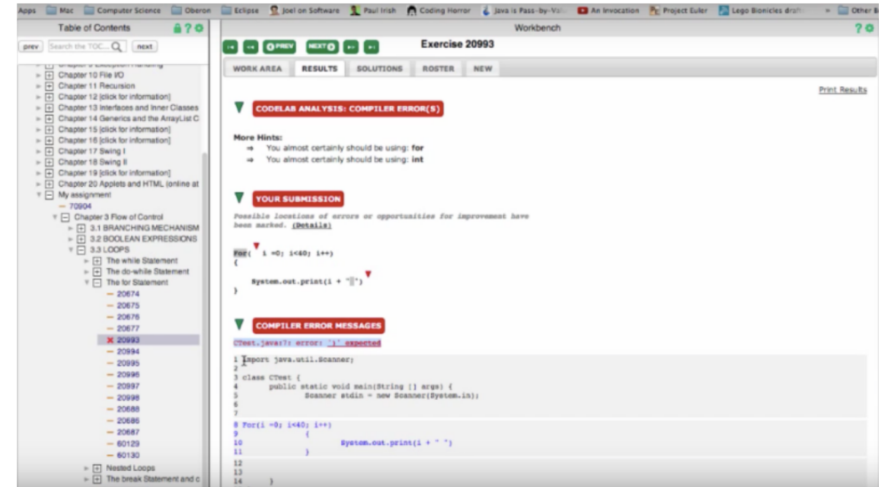 Apps Mac Computer Science Oberon Eclipse Joel on Software Paul Irish Coding Horror Java is Pass-by-Val An Invocation Project Euler Lego Bionicles draft Other B
Table of Contents
Workbench
prev Search the TOC... next
PREV NEXT Exercise 20993
WORK AREA RESULTS SOLUTIONS ROSTER NEW
Print Results
Chapter 10 File I/O
Chapter 11 Recursion
Chapter 12 [click for information]
Chapter 13 Interfaces and Inner Classes
Chapter 14 Generics and the ArrayList C
Chapter 15 [click for information]
Chapter 16 [click for information]
Chapter 17 Swing I
Chapter 18 Swing II
Chapter 19 [click for information]
Chapter 20 Applets and HTML (online at
My assignment
70904
Chapter 3 Flow of Control
3.1 BRANCHING MECHANISM
3.2 BOOLEAN EXPRESSIONS
3.3 LOOPS
The while Statement
The do-while Statement
The for Statement
20674
20675
20676
20677
20993
20994
20995
20996
20997
20998
20688
20686
20687
60129
60130
Nested Loops
The break Statement and c
CODELAB ANALYSIS: COMPILER ERROR(S)
More Hints:
⇒ You almost certainly should be using: for
⇒ You almost certainly should be using: int
YOUR SUBMISSION
Possible locations of errors or opportunities for improvement have
been marked. (Details)
For( i =0; i<40; i++)
{
System.out.print(i + " ")
}
COMPILER ERROR MESSAGES
CTest.java:7: error: ')' expected
1 import java.util.Scanner;
2
3 class CTest {
4 public static void main(String [] args) {
5 Scanner stdin = new Scanner(System.in);
6
7
8 For(i =0; i<40; i++)
9 {
10 System.out.print(i + " ")
11 }
12
13
14 }